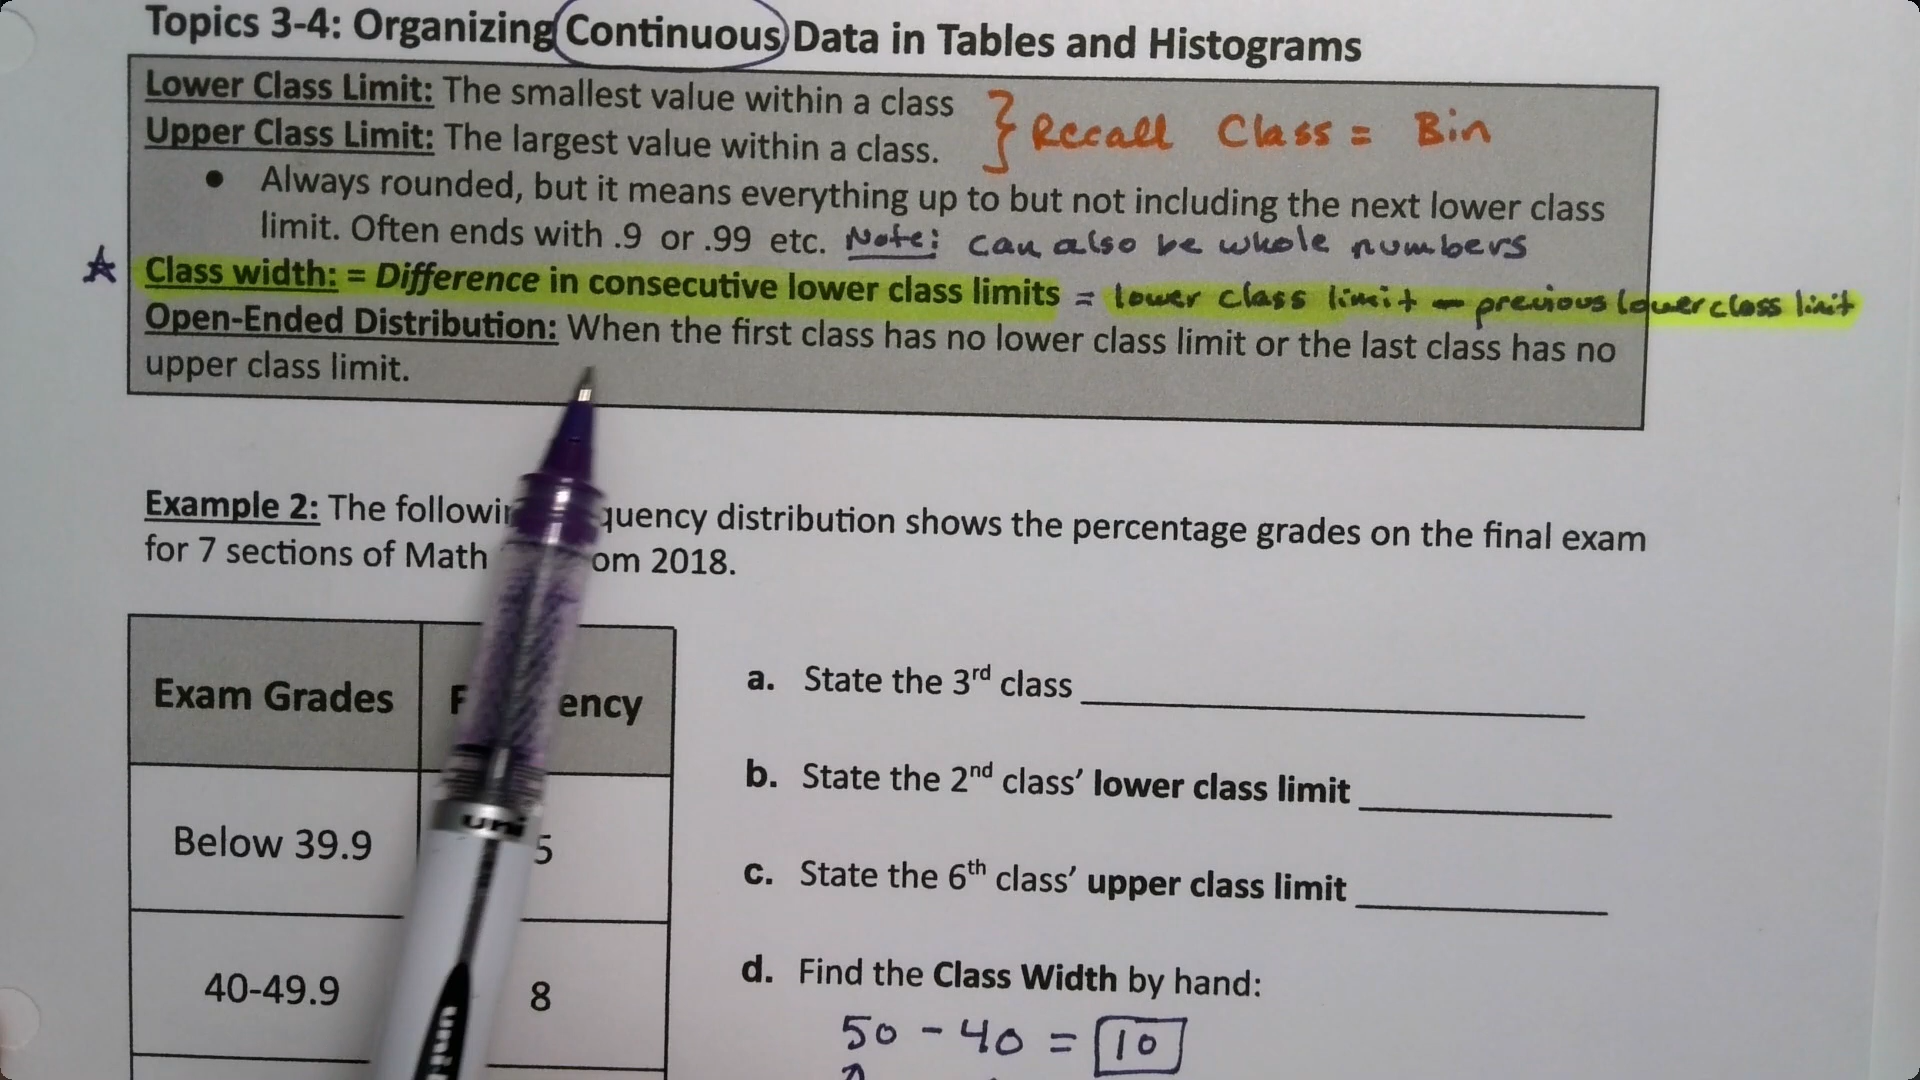 Topics 3-4: Organizing Continuous Data in Tables and Histograms
Lower Class Limit: The smallest value within a class
Upper Class Limit: The largest value within a class.
} Recall Class = Bin
• Always rounded, but it means everything up to but not including the next lower class
limit. Often ends with .9 or .99 etc. Note: can also be whole numbers
☆ Class width: = Difference in consecutive lower class limits = lower class limit - previous lower class limit
Open-Ended Distribution: When the first class has no lower class limit or the last class has no
upper class limit.
Example 2: The following distribution shows the percentage grades on the final exam
for 7 sections of Math 2018.
Exam Grades
Below 39.9 5
40-49.9 8
a. State the 3rd class
b. State the 2nd class’ lower class limit
c. State the 6th class’ upper class limit
d. Find the Class Width by hand:
50 - 40 = 10
uni
uni